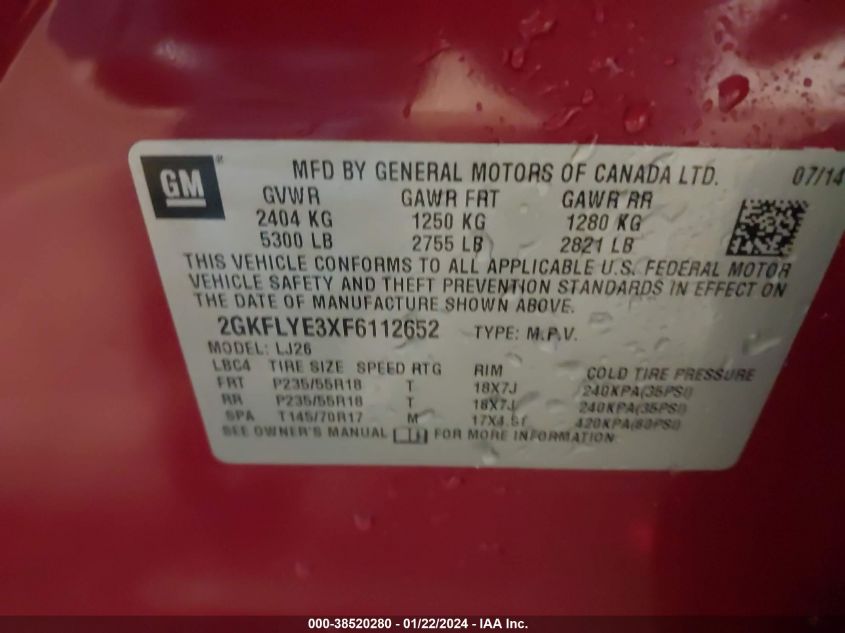 GM ® MFD BY GENERAL MOTORS OF CANADA LTD. 07/14
GVWR GAWR FRT GAWR RR
2404 KG 1250 KG 1280 KG
5300 LB 2755 LB 2821 LB
THIS VEHICLE CONFORMS TO ALL APPLICABLE U.S. FEDERAL MOTOR
VEHICLE SAFETY AND THEFT PREVENTION STANDARDS IN EFFECT ON
THE DATE OF MANUFACTURE SHOWN ABOVE.
2GKFLYE3XF6112652 TYPE: M.P.V.
MODEL: LJ26
LBC4 TIRE SIZE SPEED RTG RIM COLD TIRE PRESSURE
FRT P235/55R18 T 18X7J 240KPA(35PSI)
RR P235/55R18 T 18X7J 240KPA(35PSI)
SPA T145/70R17 M 420KPA(60PSI)
SEE OWNER'S MANUAL FOR MORE INFORMATION
000-38520280 - 01/22/2024 - IAA Inc.